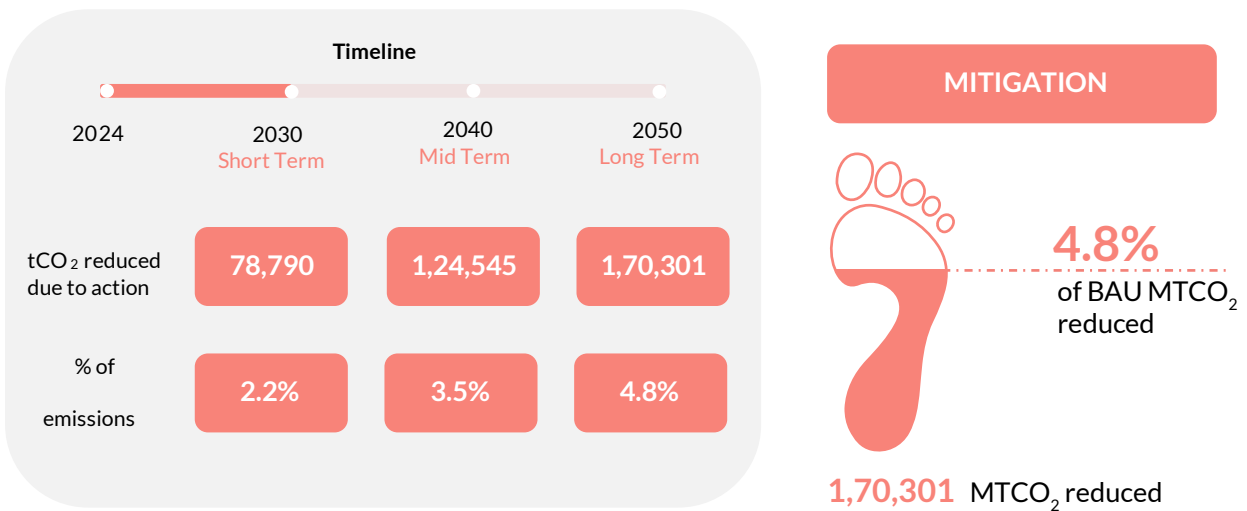 Timeline
2024
2030
Short Term
2040
Mid Term
2050
Long Term
tCO2 reduced
due to action
78,790
1,24,545
1,70,301
% of
emissions
2.2%
3.5%
4.8%
MITIGATION
4.8%
of BAU MTCO2
reduced
1,70,301 MTCO2 reduced